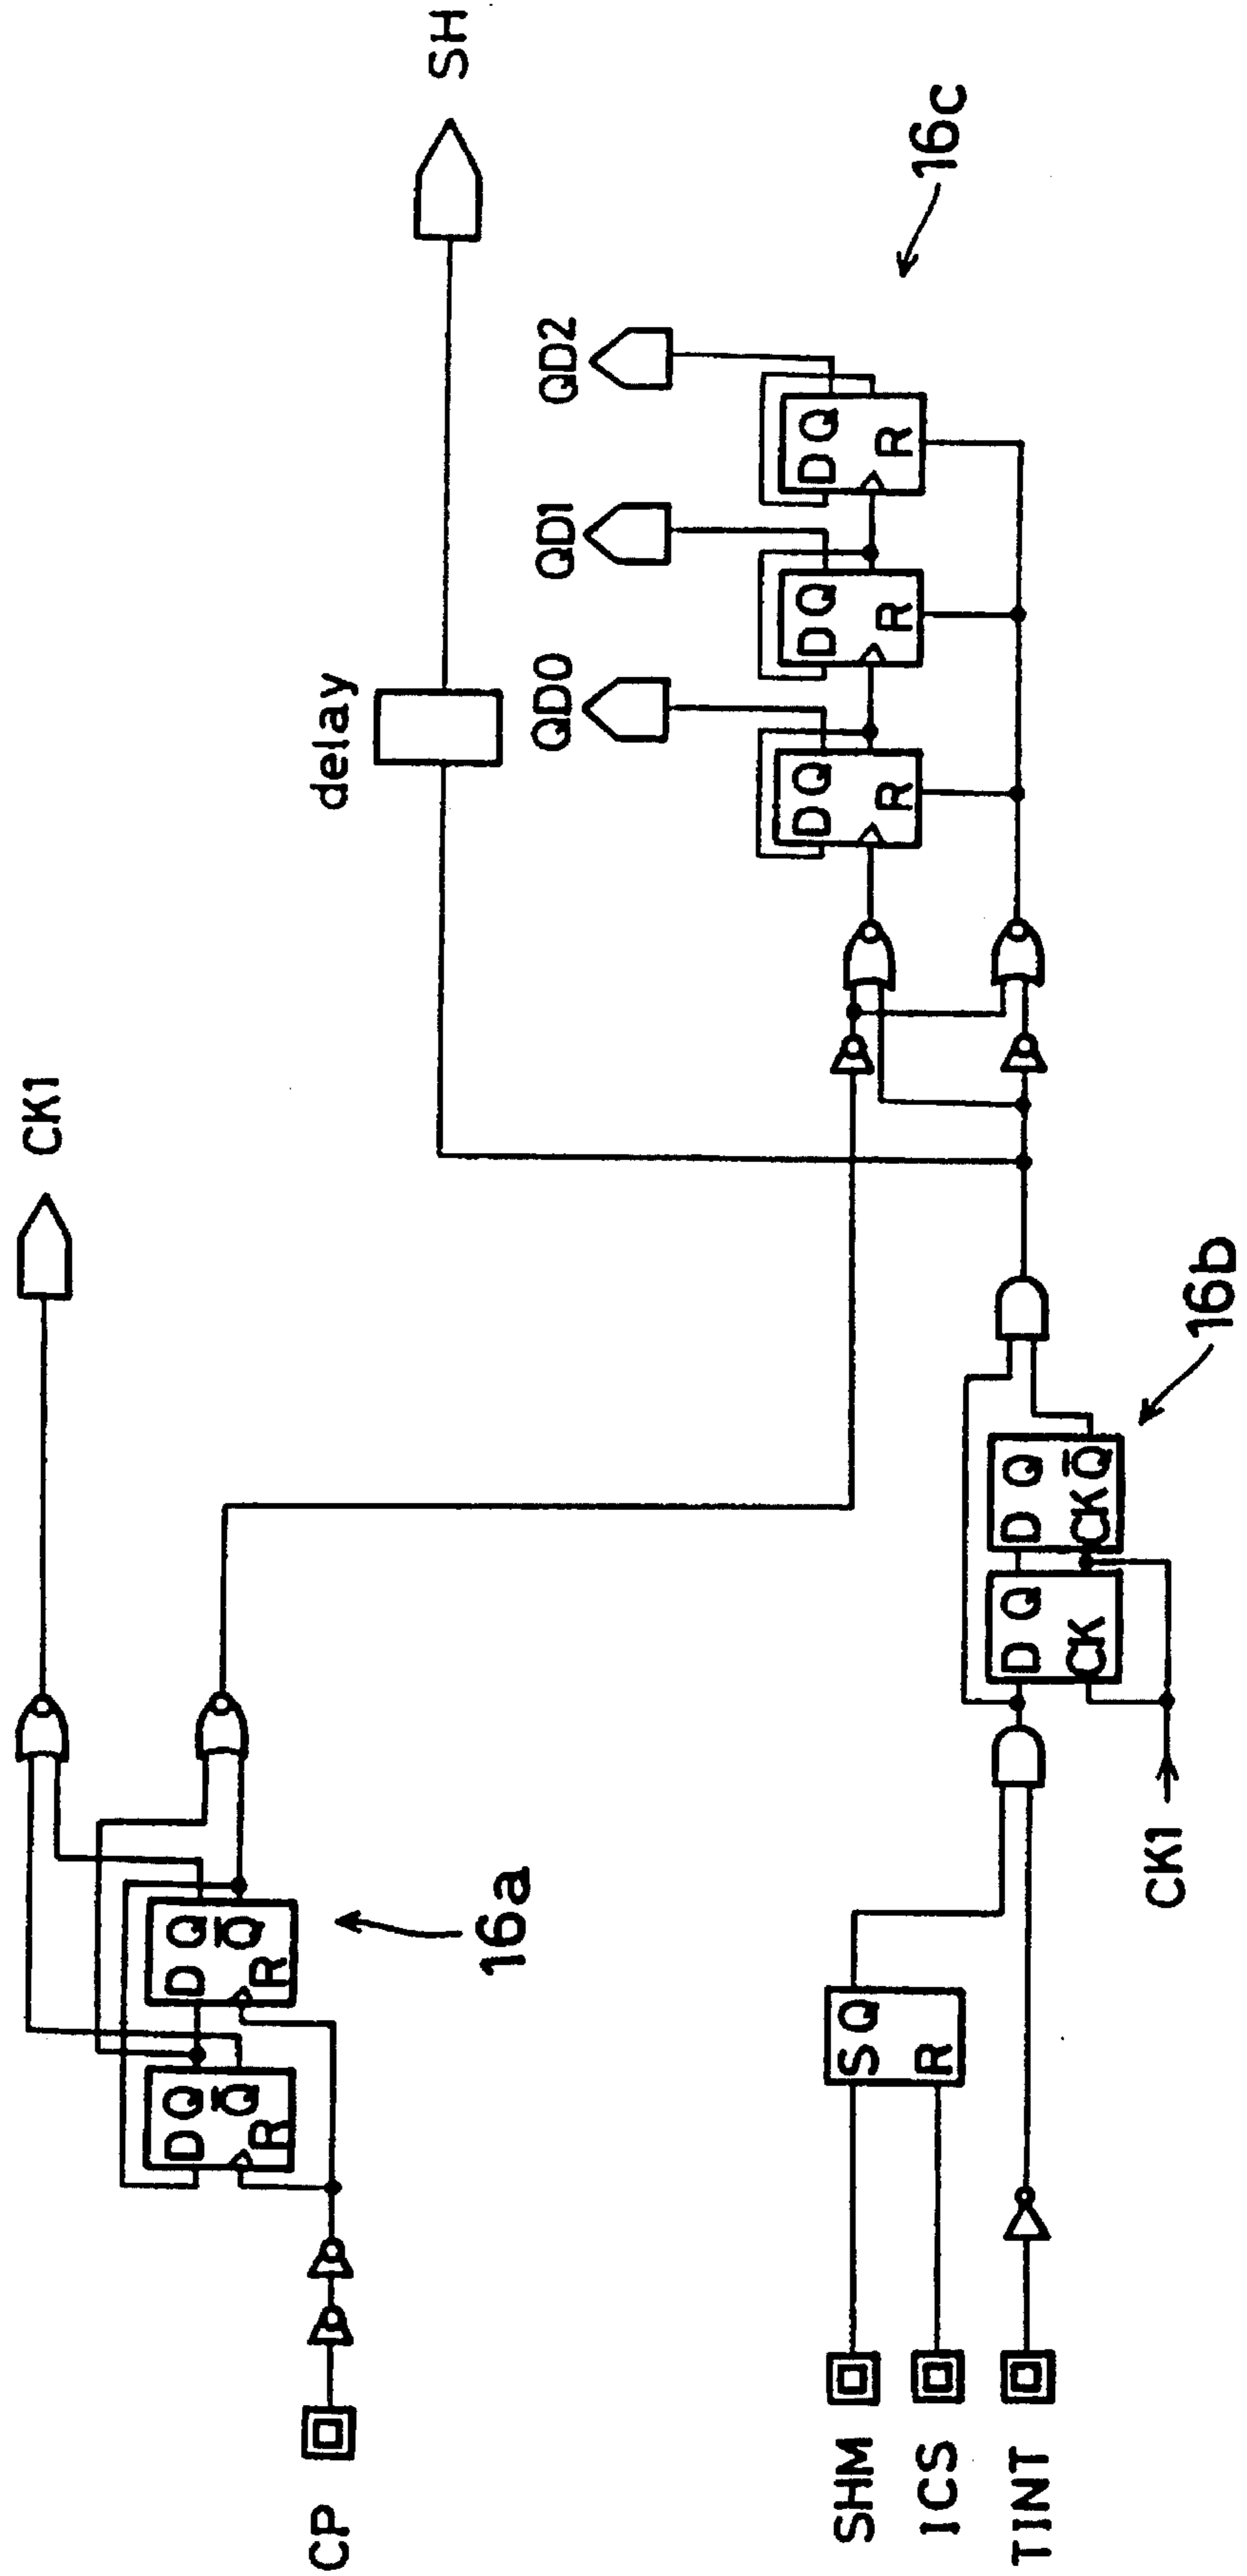 CK1
SH
delay
QD0
QD1
QD2
D Q
Q̅
R
D Q
Q̅
R
16a
CP
D Q
R
D Q
R
D Q
R
16c
SHM
ICS
TINT
S Q
R
D Q
CK
D Q
CK Q̅
CK1
16b